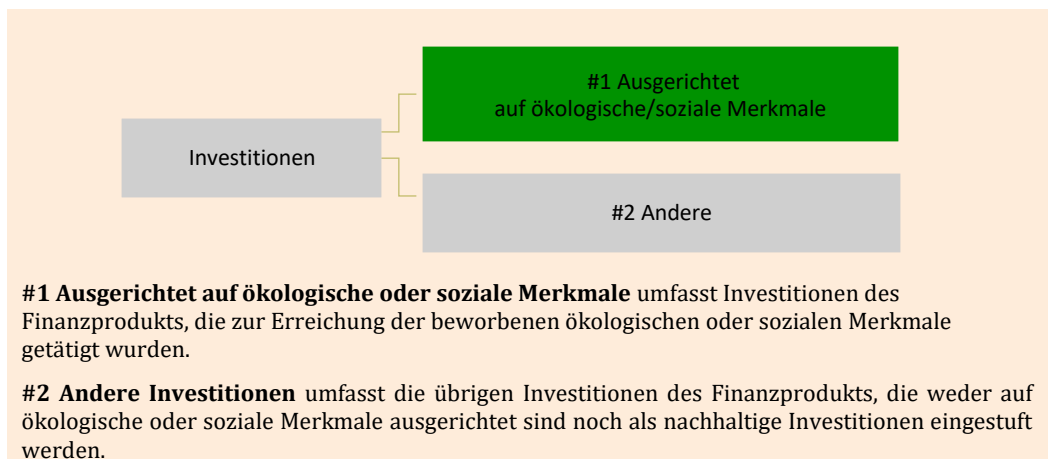 #1 Ausgerichtet
auf ökologische/soziale Merkmale
Investitionen
#2 Andere
#1 Ausgerichtet auf ökologische oder soziale Merkmale umfasst Investitionen des
Finanzprodukts, die zur Erreichung der beworbenen ökologischen oder sozialen Merkmale
getätigt wurden.
#2 Andere Investitionen umfasst die übrigen Investitionen des Finanzprodukts, die weder auf
ökologische oder soziale Merkmale ausgerichtet sind noch als nachhaltige Investitionen eingestuft
werden.